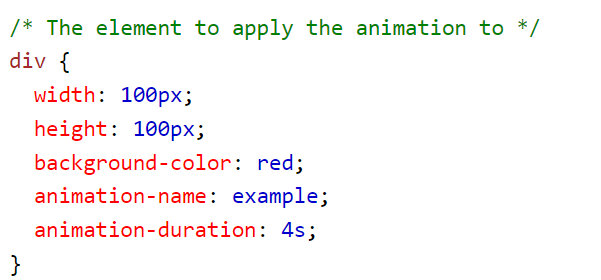 /* The element to apply the animation to */
div {
  width: 100px;
  height: 100px;
  background-color: red;
  animation-name: example;
  animation-duration: 4s;
}